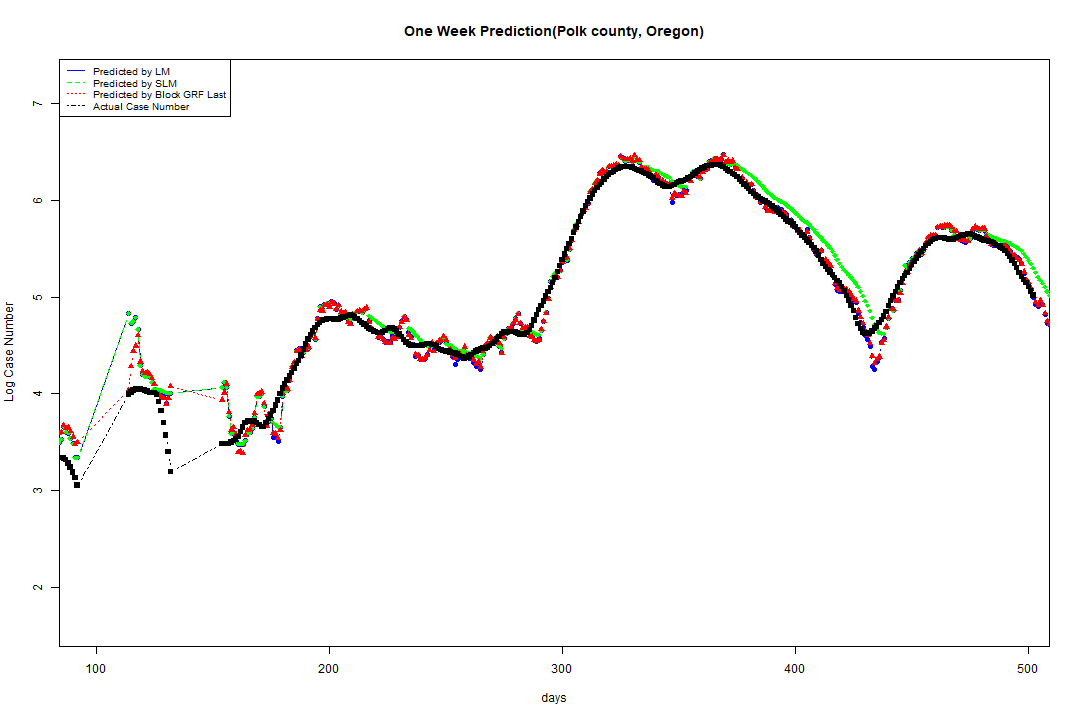 One Week Prediction(Polk county, Oregon)
Predicted by LM
Predicted by SLM
Predicted by Block GRF Last
Actual Case Number
7
6
5
4
3
2
Log Case Number
100 200 300 400 500
days